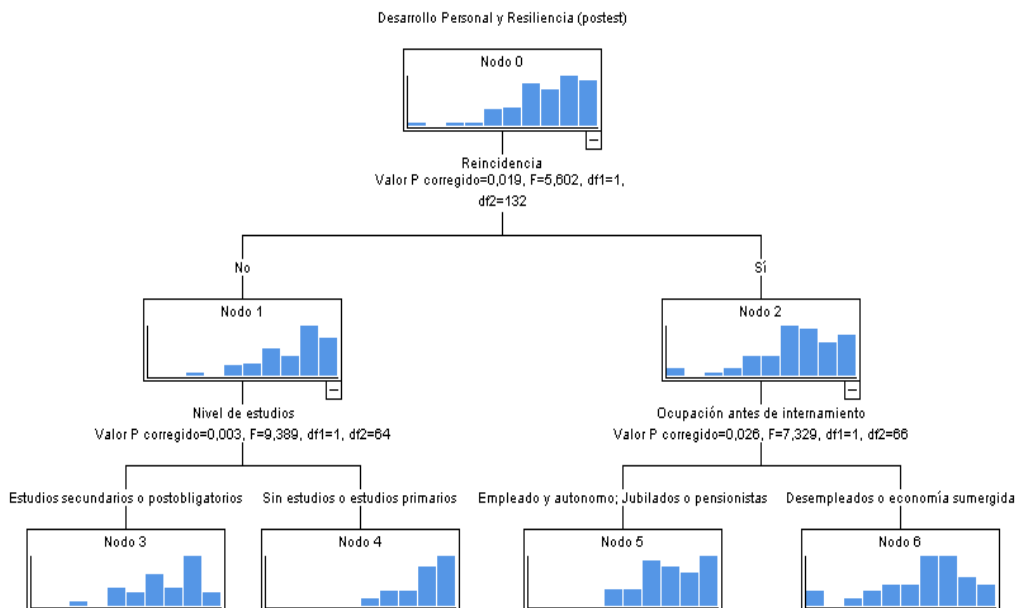 Desarrollo Personal y Resiliencia (postest)
Nodo 0
Reincidencia
Valor P corregido=0,019, F=5,602, df1=1,
df2=132
No
Sí
Nodo 1
Nodo 2
Nivel de estudios
Valor P corregido=0,003, F=9,389, df1=1, df2=64
Ocupación antes de internamiento
Valor P corregido=0,026, F=7,329, df1=1, df2=66
Estudios secundarios o postobligatorios
Sin estudios o estudios primarios
Empleado y autonomo; Jubilados o pensionistas
Desempleados o economía sumergida
Nodo 3
Nodo 4
Nodo 5
Nodo 6